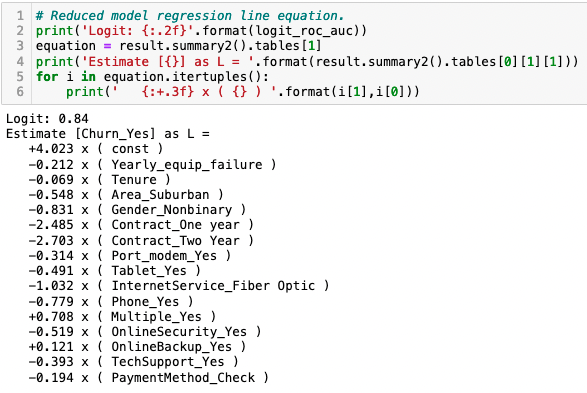 1 # Reduced model regression line equation.
2 print('Logit: {:.2f}'.format(logit_roc_auc))
3 equation = result.summary2().tables[1]
4 print('Estimate [{}] as L = '.format(result.summary2().tables[0][1][1]))
5 for i in equation.itertuples():
6     print('   {:+.3f} x ( {} ) '.format(i[1],i[0]))
Logit: 0.84
Estimate [Churn_Yes] as L =
   +4.023 x ( const )
   -0.212 x ( Yearly_equip_failure )
   -0.069 x ( Tenure )
   -0.548 x ( Area_Suburban )
   -0.831 x ( Gender_Nonbinary )
   -2.485 x ( Contract_One year )
   -2.703 x ( Contract_Two Year )
   -0.314 x ( Port_modem_Yes )
   -0.491 x ( Tablet_Yes )
   -1.032 x ( InternetService_Fiber Optic )
   -0.779 x ( Phone_Yes )
   +0.708 x ( Multiple_Yes )
   -0.519 x ( OnlineSecurity_Yes )
   +0.121 x ( OnlineBackup_Yes )
   -0.393 x ( TechSupport_Yes )
   -0.194 x ( PaymentMethod_Check )